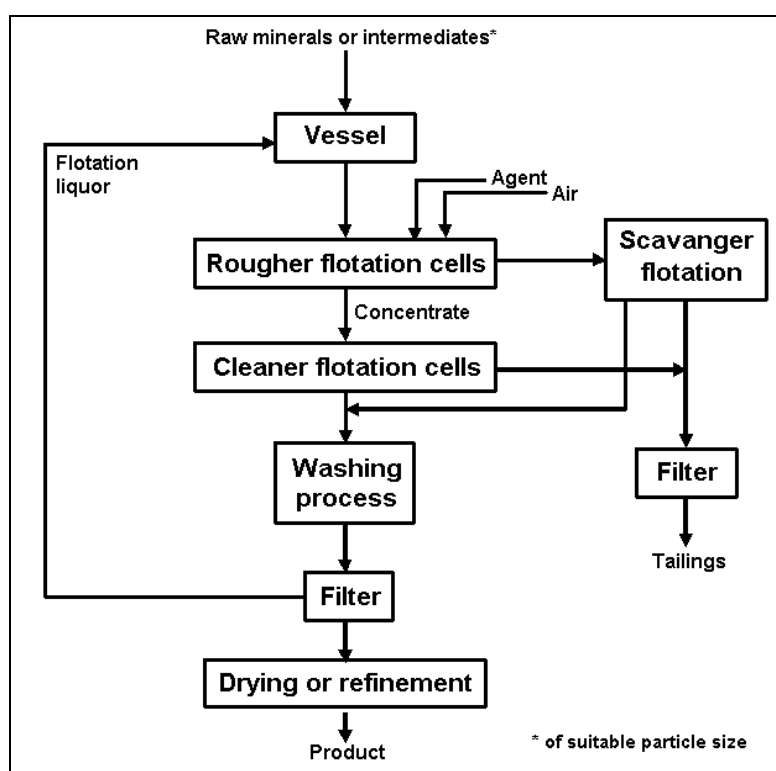 Raw minerals or intermediates*
Vessel
Flotation
liquor
Agent
Air
Rougher flotation cells
Scavanger
flotation
Concentrate
Cleaner flotation cells
Washing
process
Filter
Tailings
Filter
Drying or refinement
Product
* of suitable particle size